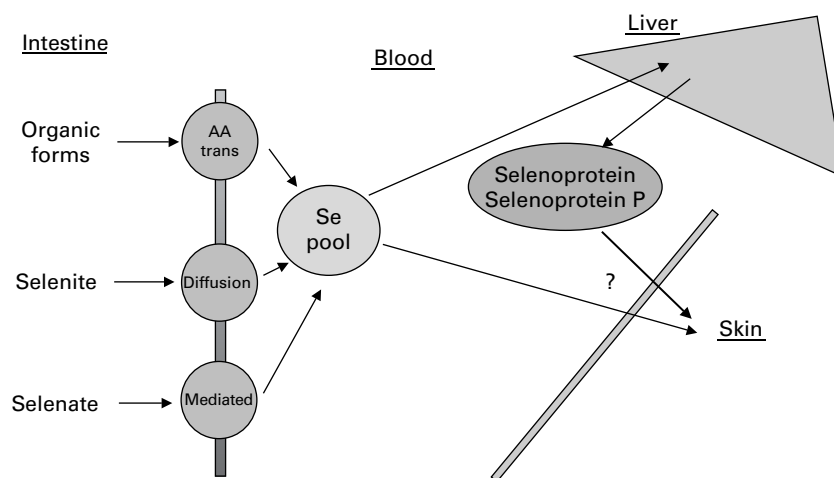 Intestine
Blood
Liver
Organic
forms
AA
trans
Se
pool
Selenoprotein
Selenoprotein P
Selenite
Diffusion
?
Skin
Selenate
Mediated